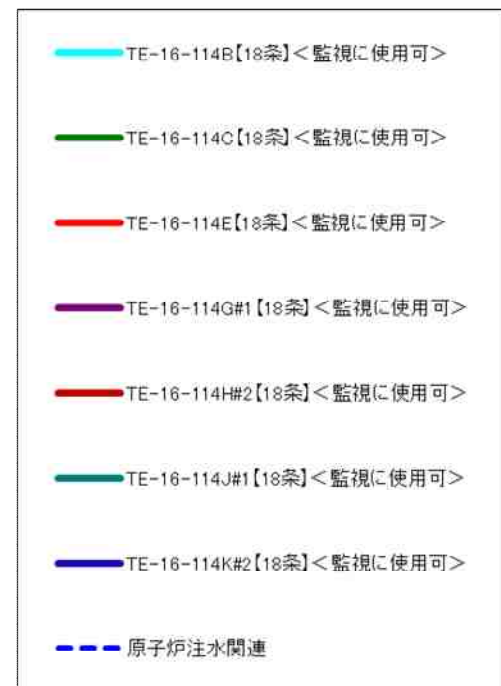 TE-16-114B【18条】＜監視に使用可＞
TE-16-114C【18条】＜監視に使用可＞
TE-16-114E【18条】＜監視に使用可＞
TE-16-114G#1【18条】＜監視に使用可＞
TE-16-114H#2【18条】＜監視に使用可＞
TE-16-114J#1【18条】＜監視に使用可＞
TE-16-114K#2【18条】＜監視に使用可＞
原子炉注水関連